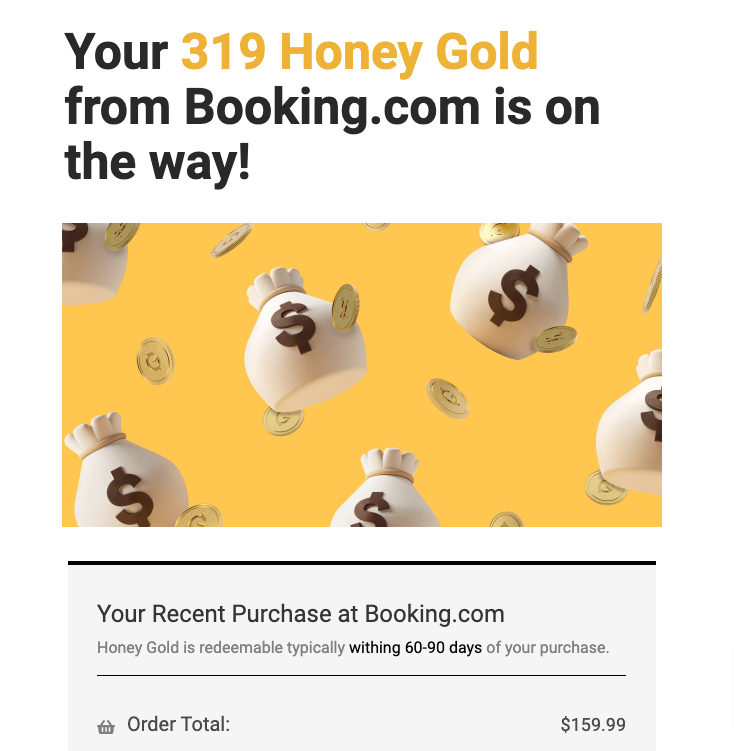 Your 319 Honey Gold
from Booking.com is on
the way!
Your Recent Purchase at Booking.com
Honey Gold is redeemable typically withing 60-90 days of your purchase.
Order Total: $159.99